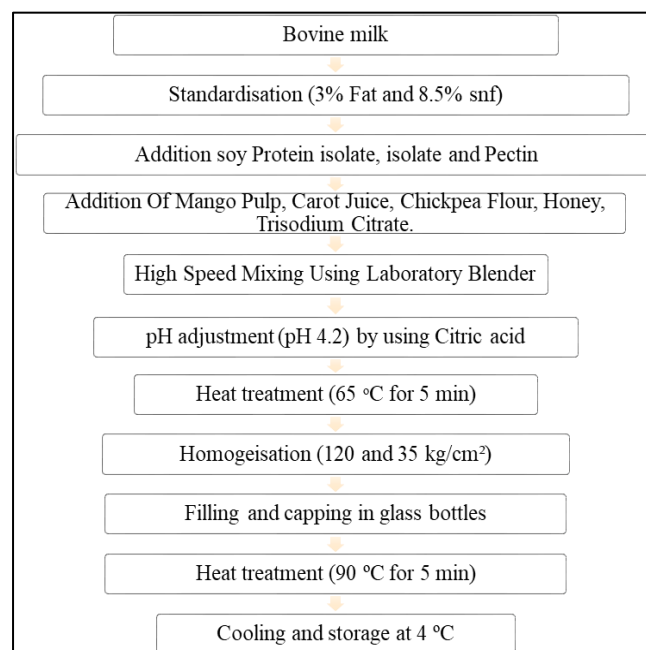 Bovine milk
Standardisation (3% Fat and 8.5% snf)
Addition soy Protein isolate, isolate and Pectin
Addition Of Mango Pulp, Carot Juice, Chickpea Flour, Honey,
Trisodium Citrate.
High Speed Mixing Using Laboratory Blender
pH adjustment (pH 4.2) by using Citric acid
Heat treatment (65 ᵒC for 5 min)
Homogeisation (120 and 35 kg/cm²)
Filling and capping in glass bottles
Heat treatment (90 ºC for 5 min)
Cooling and storage at 4 ºC